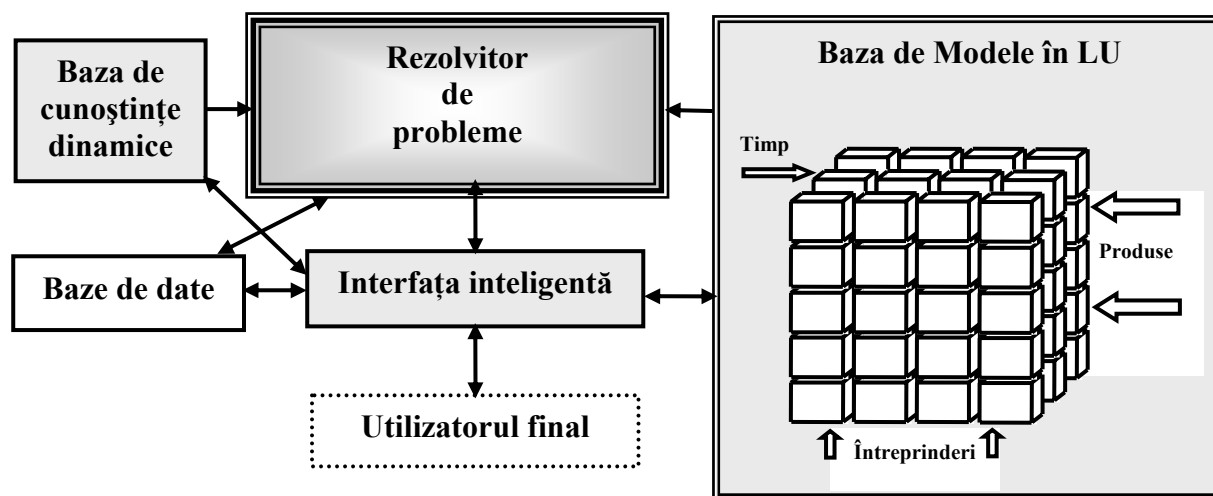 Baza de
cunoştinţe
dinamice
Rezolvitor
de
probleme
Baza de Modele în LU
Timp
Produse
Baze de date
Interfaţa inteligentă
Utilizatorul final
Întreprinderi